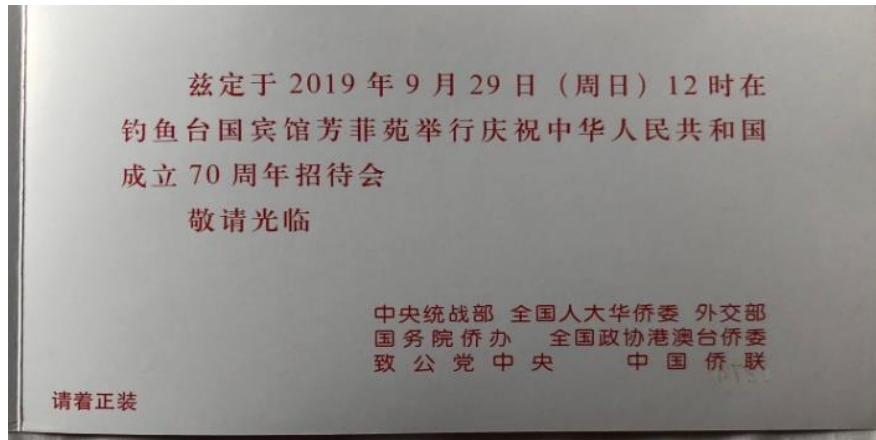 兹定于 2019 年 9 月 29 日（周日）12 时在
钓鱼台国宾馆芳菲苑举行庆祝中华人民共和国
成立 70 周年招待会
敬请光临
中央统战部 全国人大华侨委 外交部
国务院侨办 全国政协港澳台侨委
致公党中央 中国侨联
请着正装